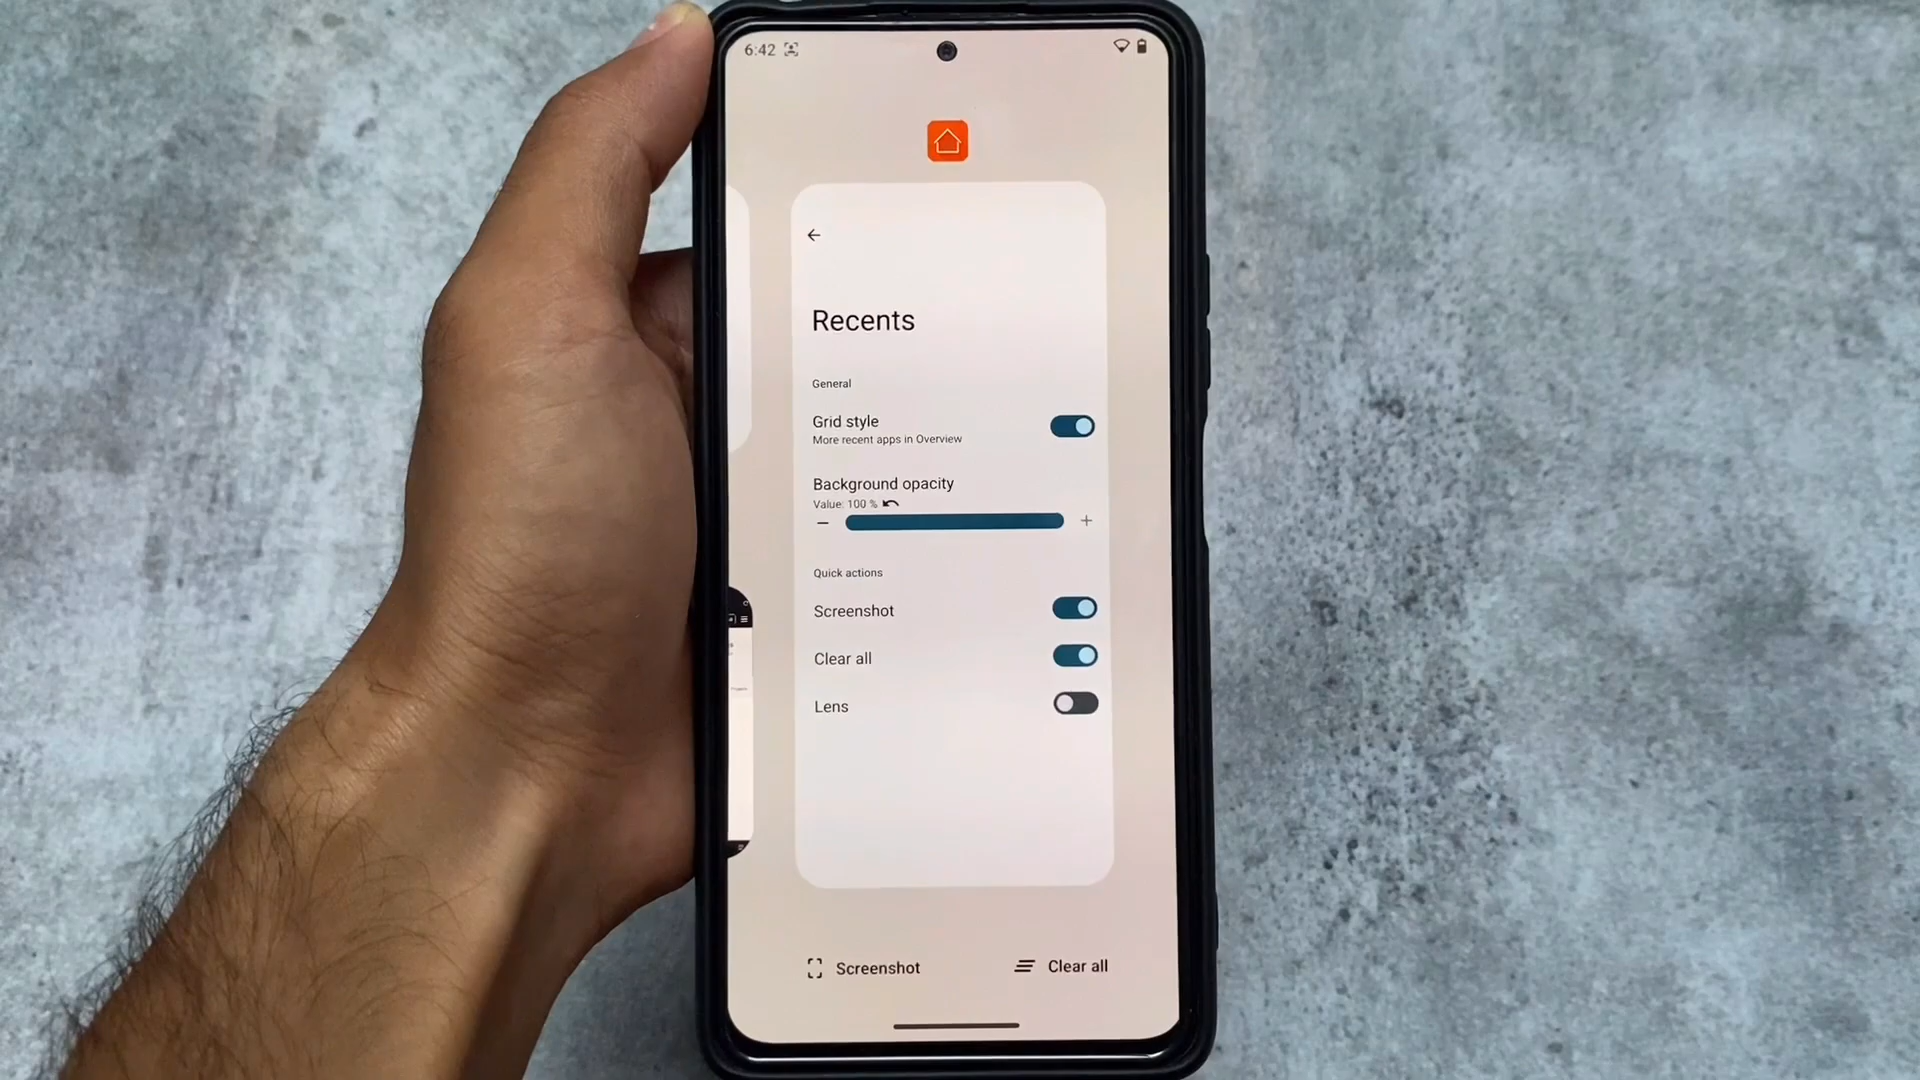 6:42
Recents
General
Grid style
More recent apps in Overview
Background opacity
Value: 100 %
Quick actions
Screenshot
Clear all
Lens
Screenshot
Clear all